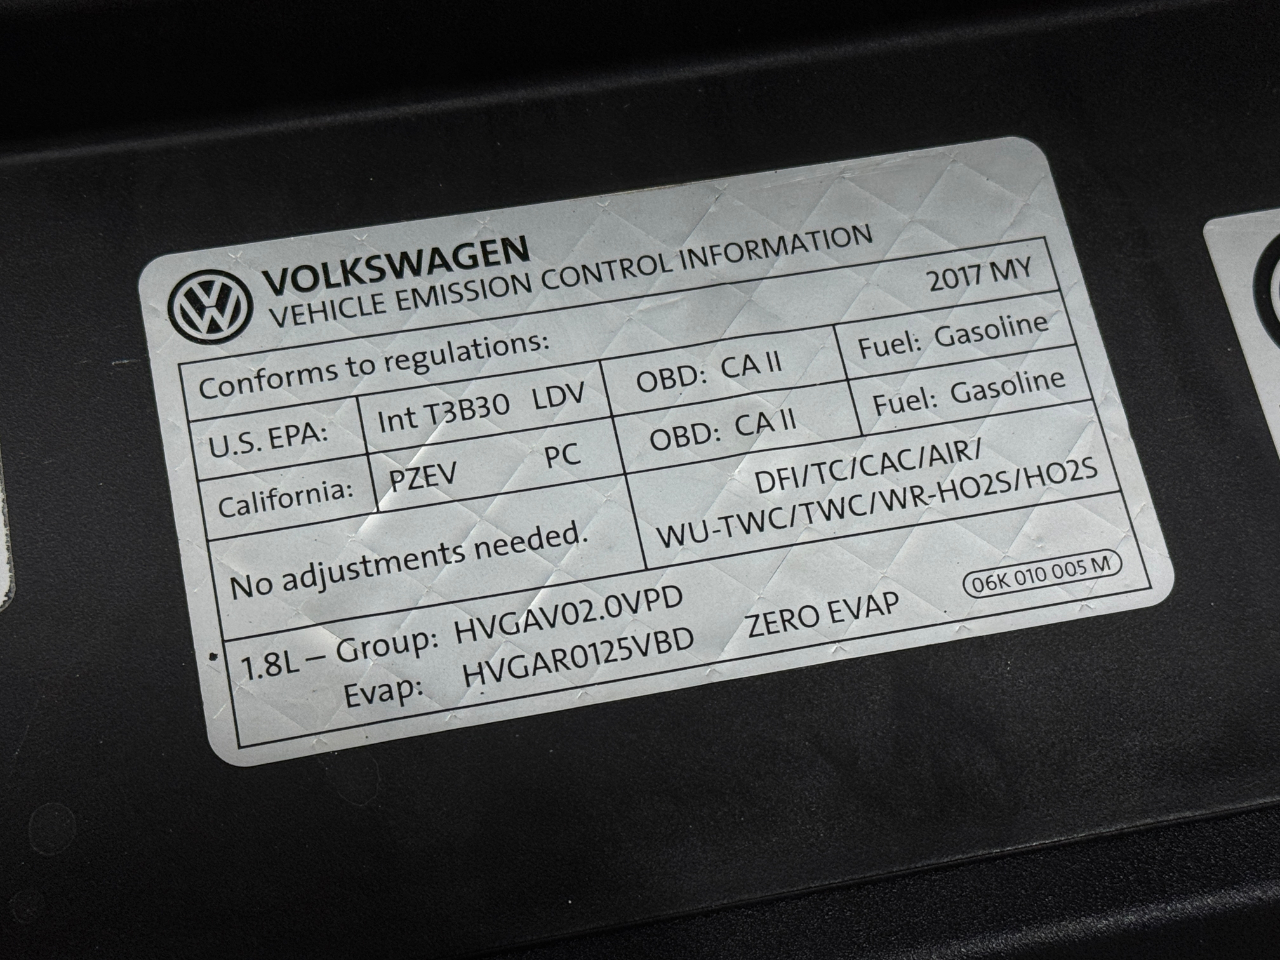 VOLKSWAGEN
VEHICLE EMISSION CONTROL INFORMATION
Conforms to regulations: 2017 MY
U.S. EPA: Int T3B30 LDV OBD: CA II Fuel: Gasoline
California: PZEV PC OBD: CA II Fuel: Gasoline
No adjustments needed.
DFI/TC/CAC/AIR/
WU-TWC/TWC/WR-HO2S/HO2S
1.8L – Group: HVGAV02.0VPD
Evap: HVGAR0125VBD ZERO EVAP
06K 010 005 M